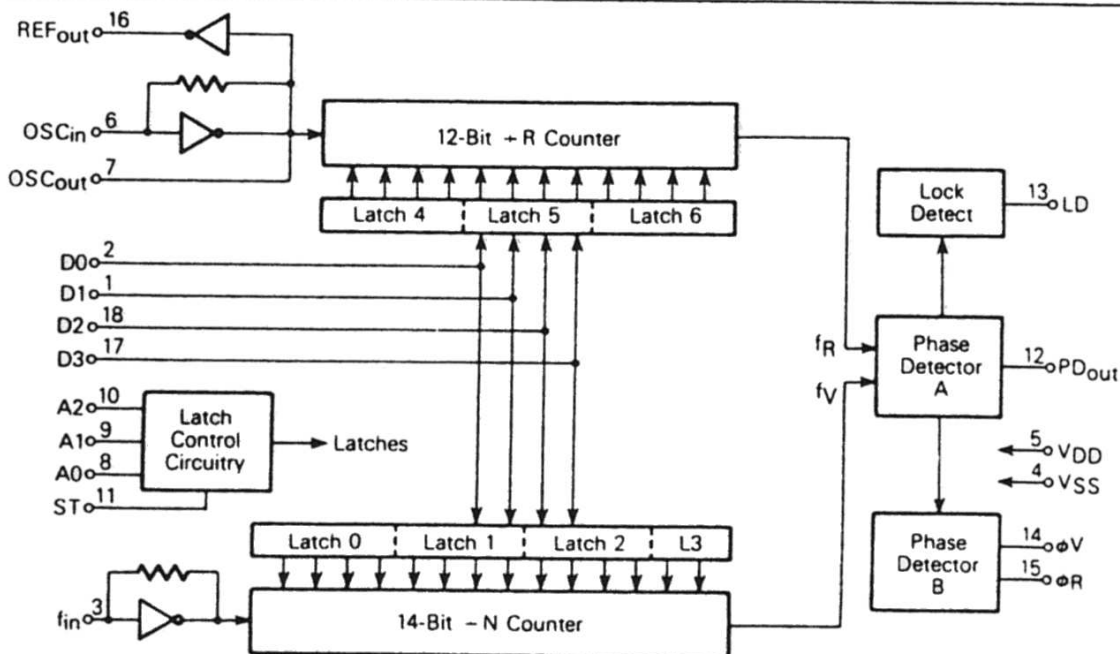 REFout 16
OSCin 6
OSCout 7
12-Bit ÷ R Counter
Latch 4 Latch 5 Latch 6
D0 2
D1 1
D2 18
D3 17
A2 10
A1 9
A0 8
ST 11
Latch
Control
Circuitry
Latches
Latch 0 Latch 1 Latch 2 L3
fin 3
14-Bit − N Counter
fR
fV
Lock
Detect
13 LD
Phase
Detector
A
12 PDout
5 VDD
4 VSS
Phase
Detector
B
14 φV
15 φR